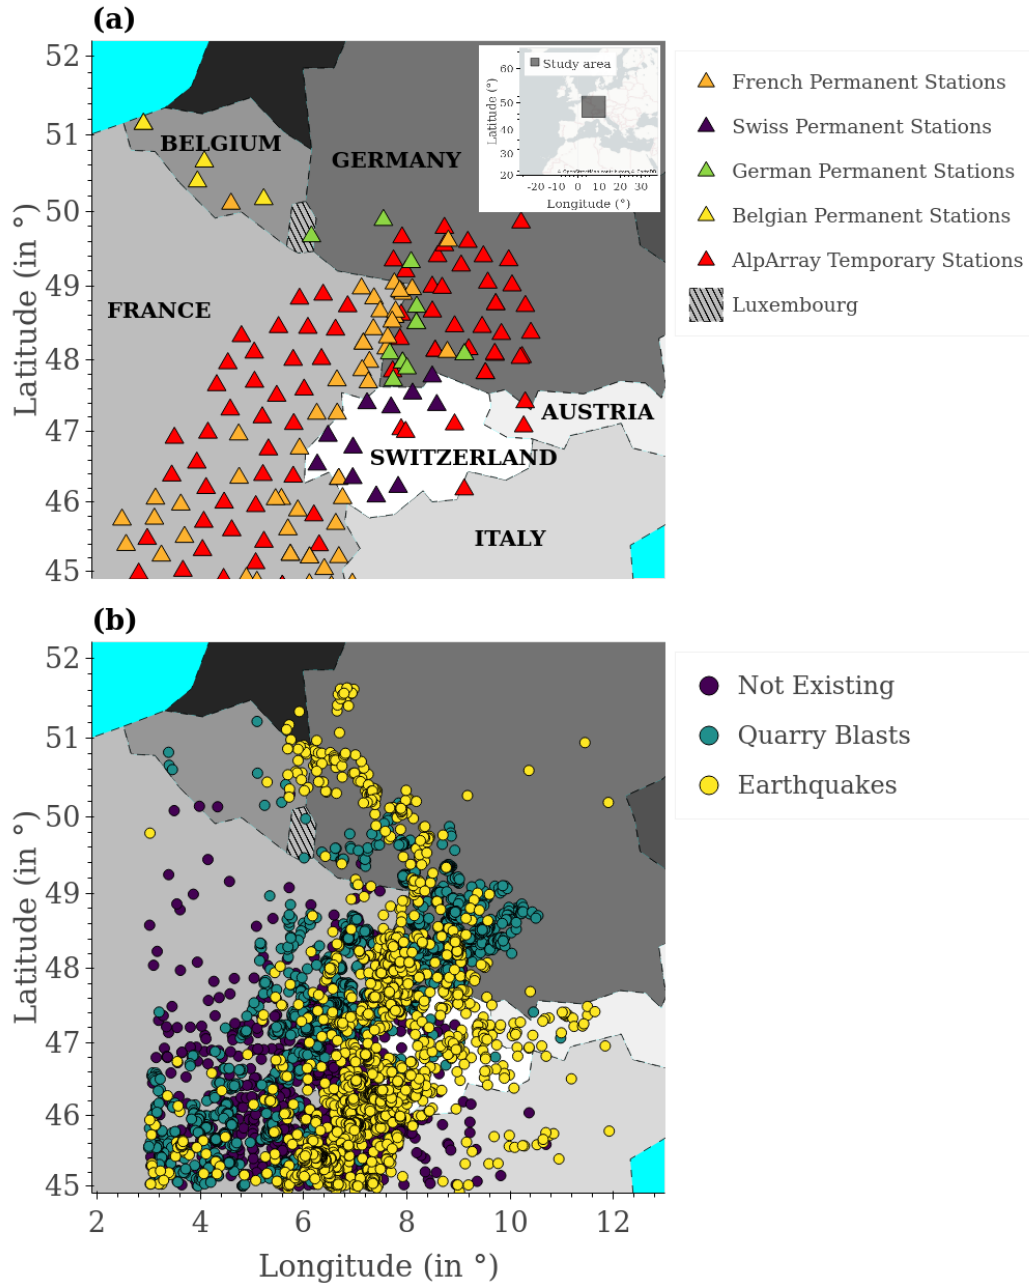 (a)
52
51
50
49
48
47
46
45
Latitude (in °)
BELGIUM
GERMANY
FRANCE
AUSTRIA
SWITZERLAND
ITALY
Study area
60
50
40
30
20
Latitude (°)
-20
-10
0
10
20
30
Longitude (°)
French Permanent Stations
Swiss Permanent Stations
German Permanent Stations
Belgian Permanent Stations
AlpArray Temporary Stations
Luxembourg
(b)
52
51
50
49
48
47
46
45
Latitude (in °)
2
4
6
8
10
12
Longitude (in °)
Not Existing
Quarry Blasts
Earthquakes